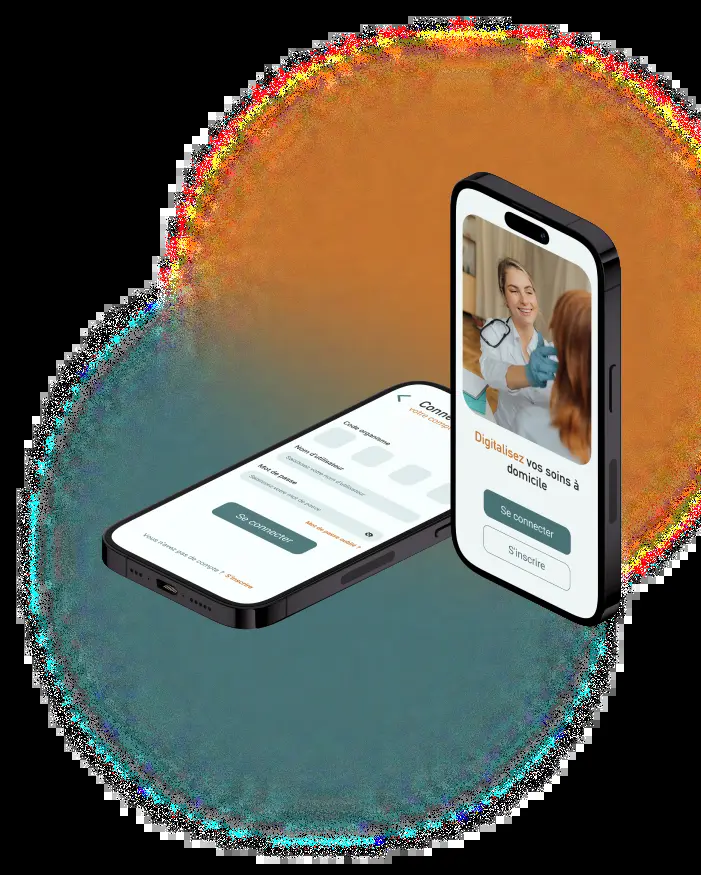 Conne
votre comp
Code organisme
Nom d'utilisateur
Saisissez votre nom d'utilisateur
Mot de passe
Saisissez votre mot de passe
Mot de passe oublié ?
Se connecter
Vous n'avez pas de compte ? S'inscrire
Digitalisez vos soins à
domicile
Se connecter
S'inscrire